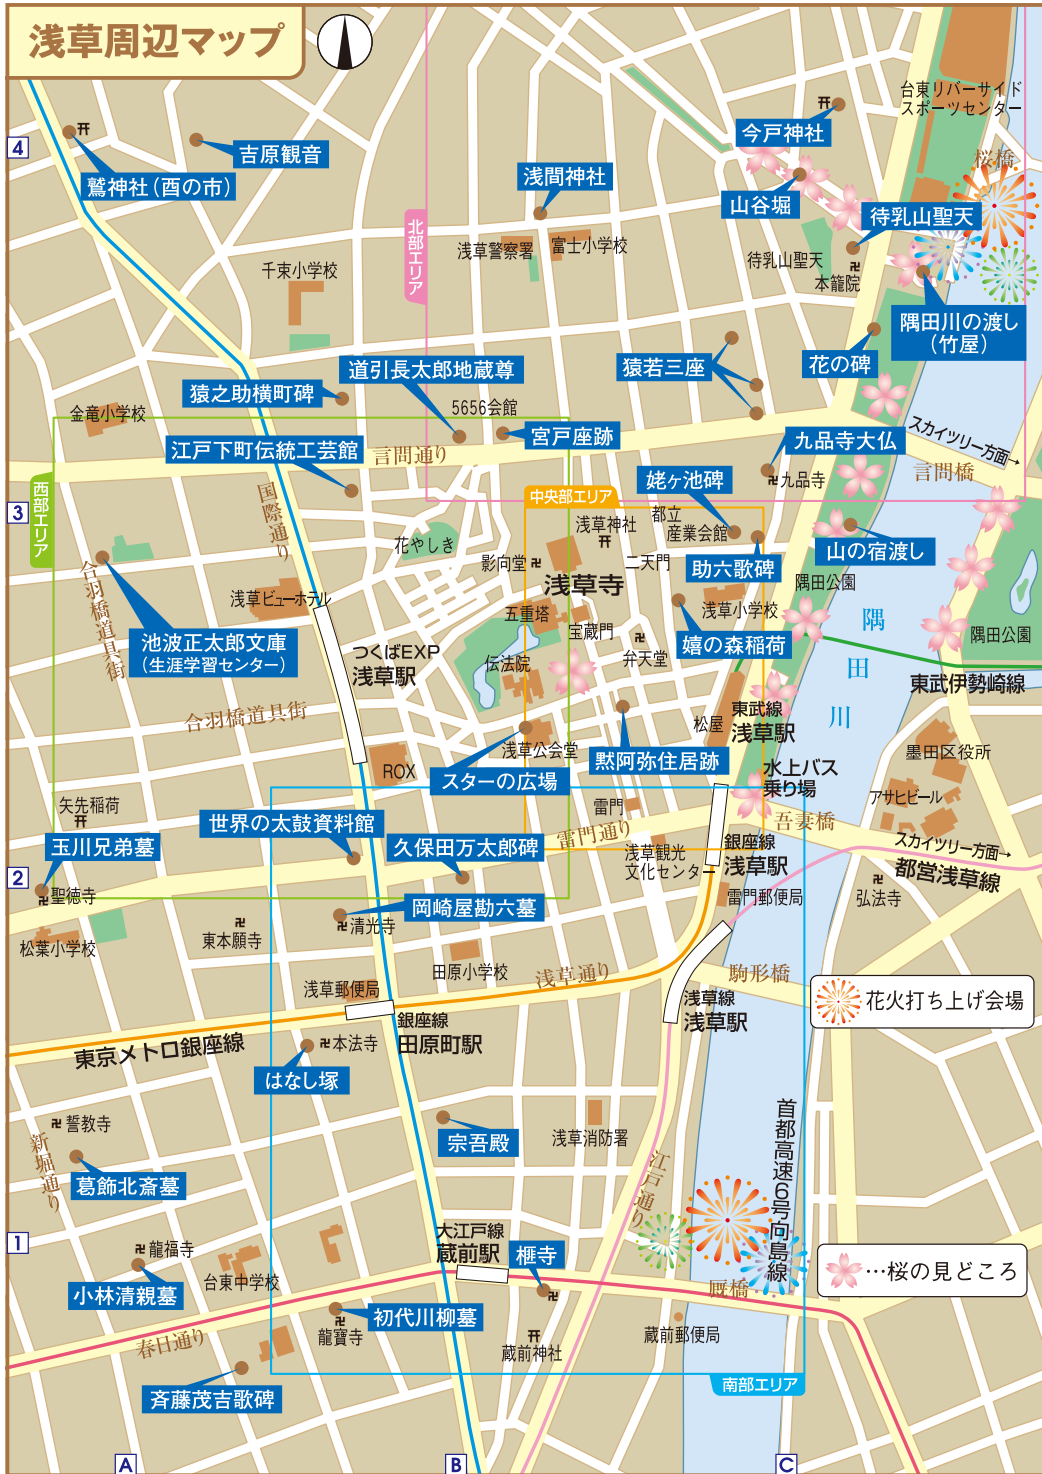 浅草周辺マップ
台東リバーサイド
スポーツセンター
今戸神社
桜橋
4
吉原観音
鷲神社(酉の市)
浅間神社
山谷堀
待乳山聖天
北部エリア
浅草警察署
富士小学校
待乳山聖天
本龍院
千束小学校
隅田川の渡し
(竹屋)
花の碑
猿若三座
道引長太郎地蔵尊
猿之助横町碑
5656会館
金竜小学校
宮戸座跡
江戸下町伝統工芸館
言問通り
九品寺大仏
スカイツリー方面→
言問橋
九品寺
姥ヶ池碑
中央部エリア
西部エリア
3
国際通り
浅草神社
都立
産業会館
山の宿渡し
花やしき
影向堂
二天門
助六歌碑
浅草寺
隅田公園
合羽橋道具街
浅草ビューホテル
五重塔
浅草小学校
宝蔵門
隅田川
隅田公園
池波正太郎文庫
(生涯学習センター)
嬉の森稲荷
つくばEXP
浅草駅
伝法院
弁天堂
東武伊勢崎線
合羽橋道具街
松屋
東武線
浅草駅
浅草公会堂
黙阿弥住居跡
墨田区役所
ROX
スターの広場
水上バス
乗り場
アサヒビール
矢先稲荷
雷門
世界の太鼓資料館
雷門通り
吾妻橋
玉川兄弟墓
久保田万太郎碑
スカイツリー方面→
浅草観光
文化センター
銀座線
浅草駅
都営浅草線
2
聖徳寺
雷門郵便局
弘法寺
岡崎屋勘六墓
清光寺
東本願寺
松葉小学校
田原小学校
浅草通り
駒形橋
浅草郵便局
花火打ち上げ会場
浅草線
浅草駅
銀座線
田原町駅
東京メトロ銀座線
本法寺
はなし塚
誓教寺
宗吾殿
浅草消防署
首都高速6号向島線
新堀通り
葛飾北斎墓
江戸通り
1
龍福寺
大江戸線
蔵前駅
榧寺
…桜の見どころ
台東中学校
小林清親墓
厩橋
初代川柳墓
龍寶寺
蔵前神社
蔵前郵便局
春日通り
斉藤茂吉歌碑
南部エリア
A
B
C